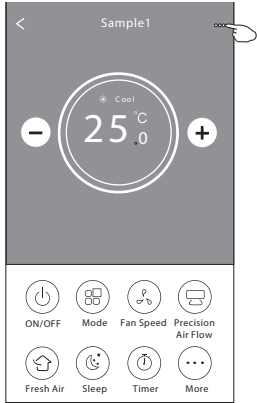 Sample1
Cool
25.0 °C
ON/OFF Mode Fan Speed Precision Air Flow
Fresh Air Sleep Timer More